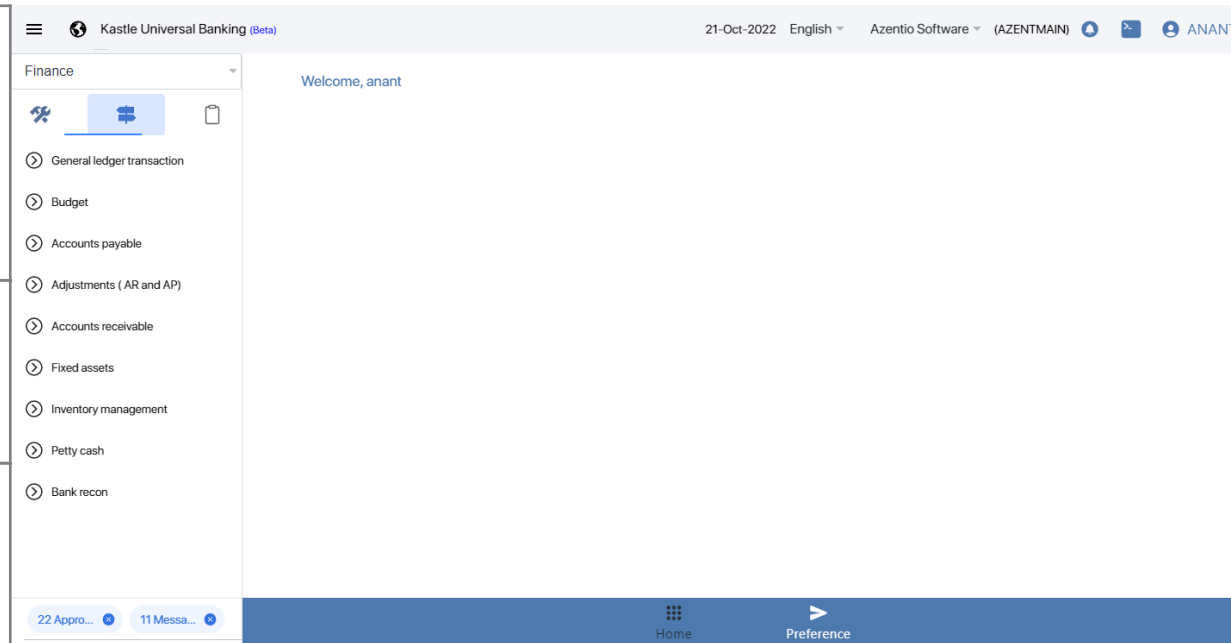 Kastle Universal Banking (Beta)
21-Oct-2022 English Azentio Software (AZENTMAIN) ANANT
Finance
Welcome, anant
General ledger transaction
Budget
Accounts payable
Adjustments ( AR and AP)
Accounts receivable
Fixed assets
Inventory management
Petty cash
Bank recon
22 Appro... 11 Messa...
Home Preference